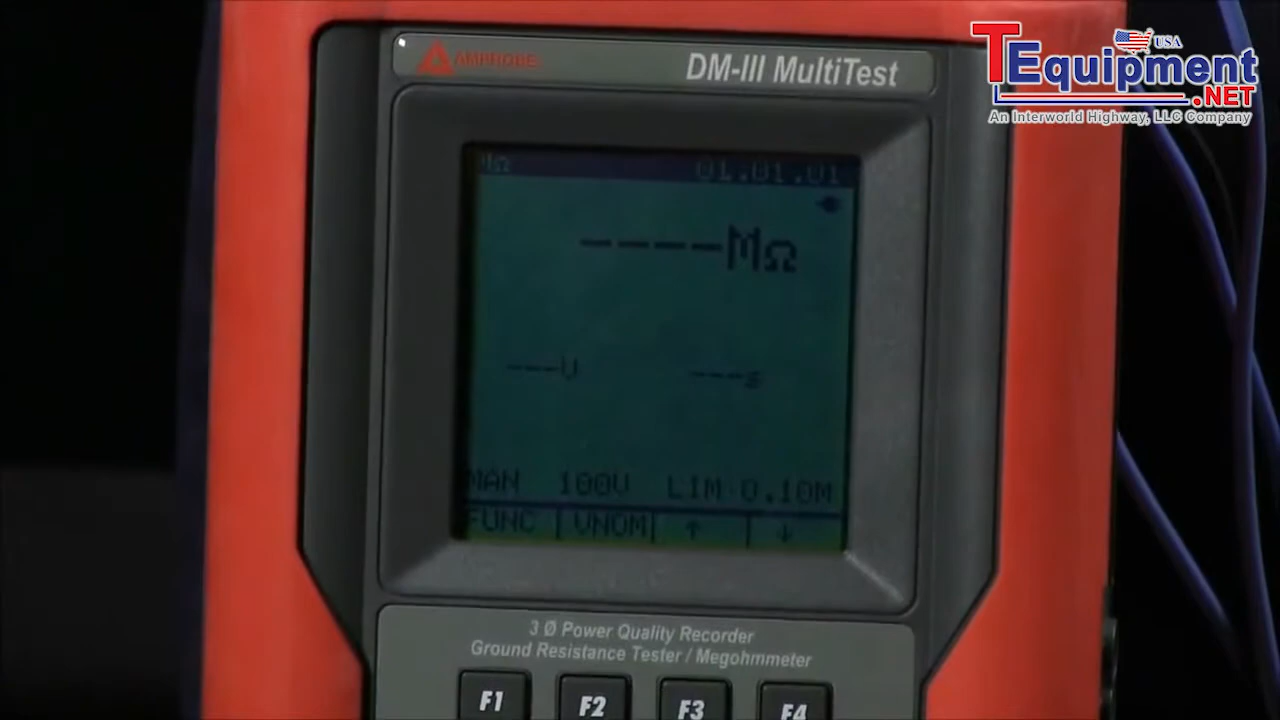 AMPROBE
DM-III MultiTest
TEquipment
USA
.NET
An Interworld Highway, LLC Company
MΩ 01.01.01
----MΩ
---V ---s
MAN 100V LIM:0.10M
FUNC VNOM ↑ ↓
3 Ø Power Quality Recorder
Ground Resistance Tester / Megohmmeter
F1 F2 F3 F4